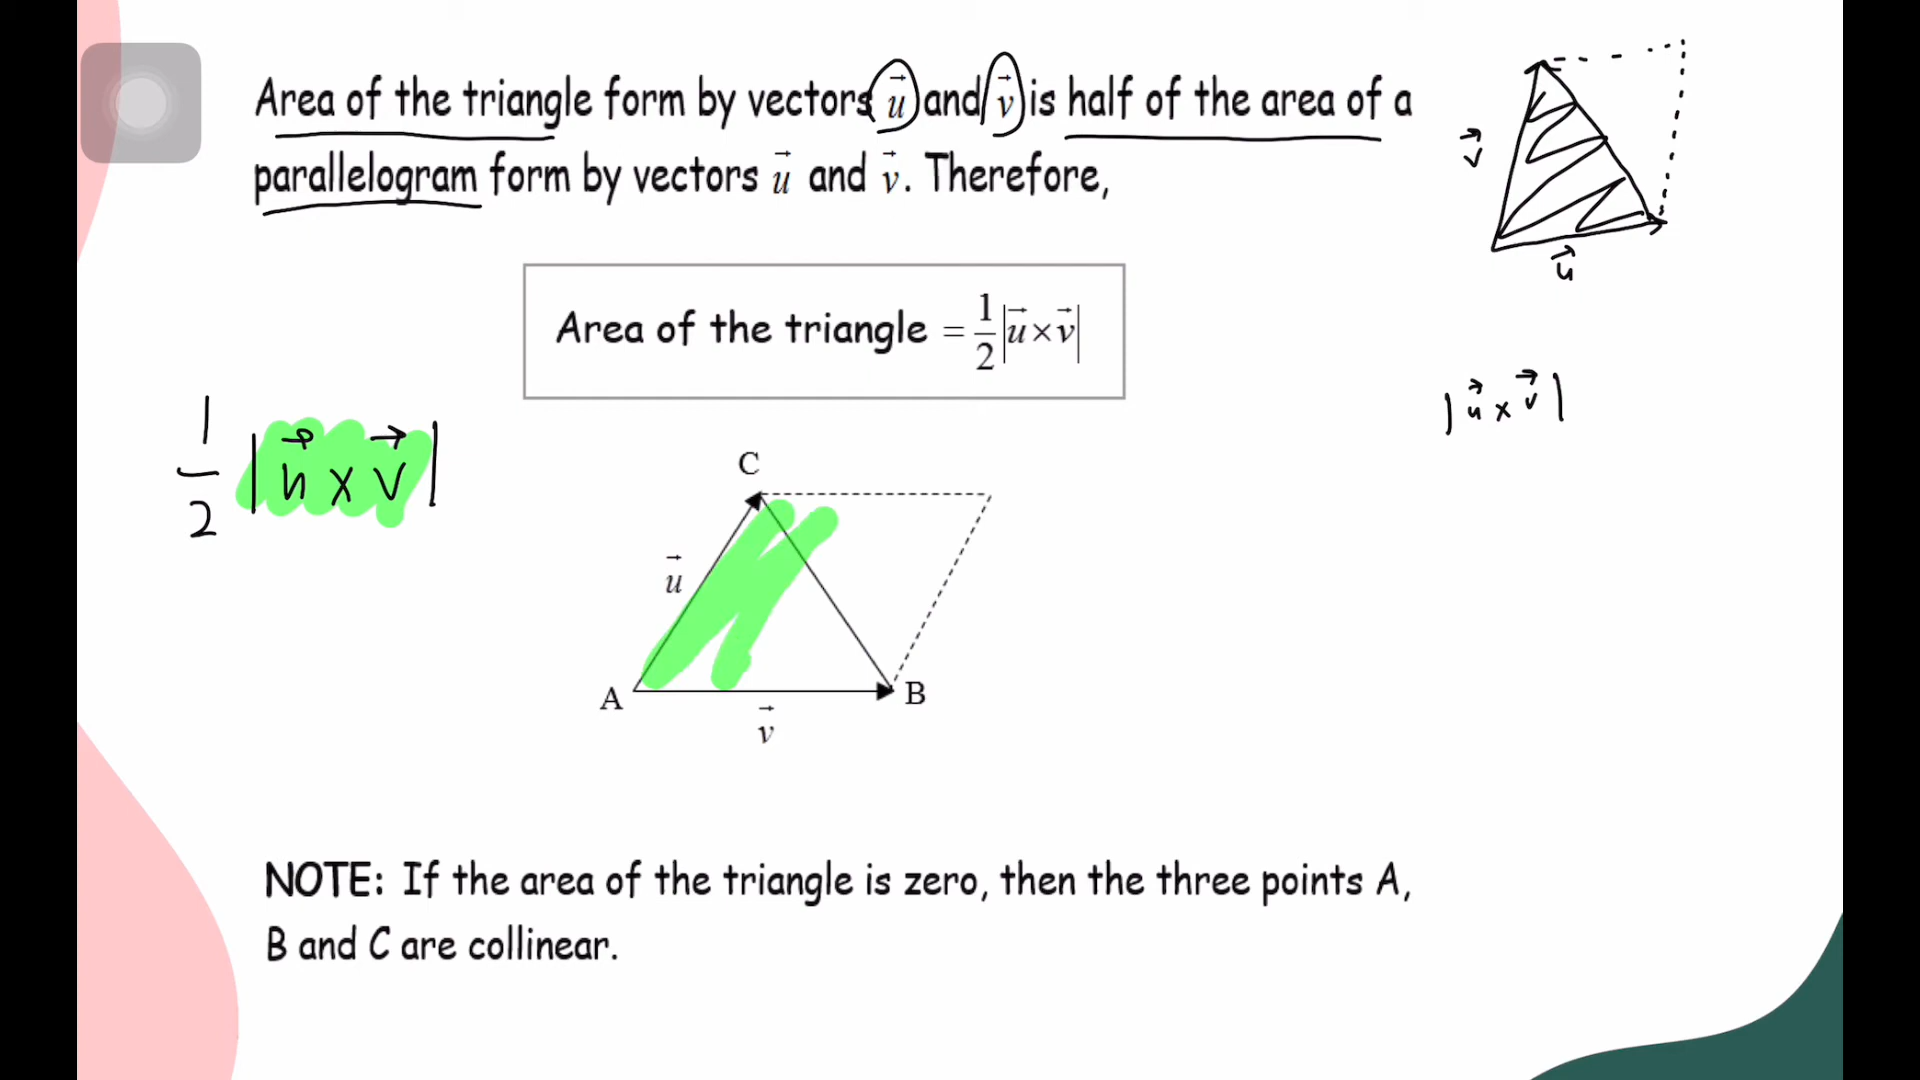 Area of the triangle form by vectors u⃗ and v⃗ is half of the area of a
parallelogram form by vectors u⃗ and v⃗. Therefore,
v⃗
u⃗
Area of the triangle = 1/2 |u⃗ × v⃗|
1/2 |u⃗ × v⃗|
|u⃗ × v⃗|
C
u⃗
A
B
v⃗
NOTE: If the area of the triangle is zero, then the three points A,
B and C are collinear.